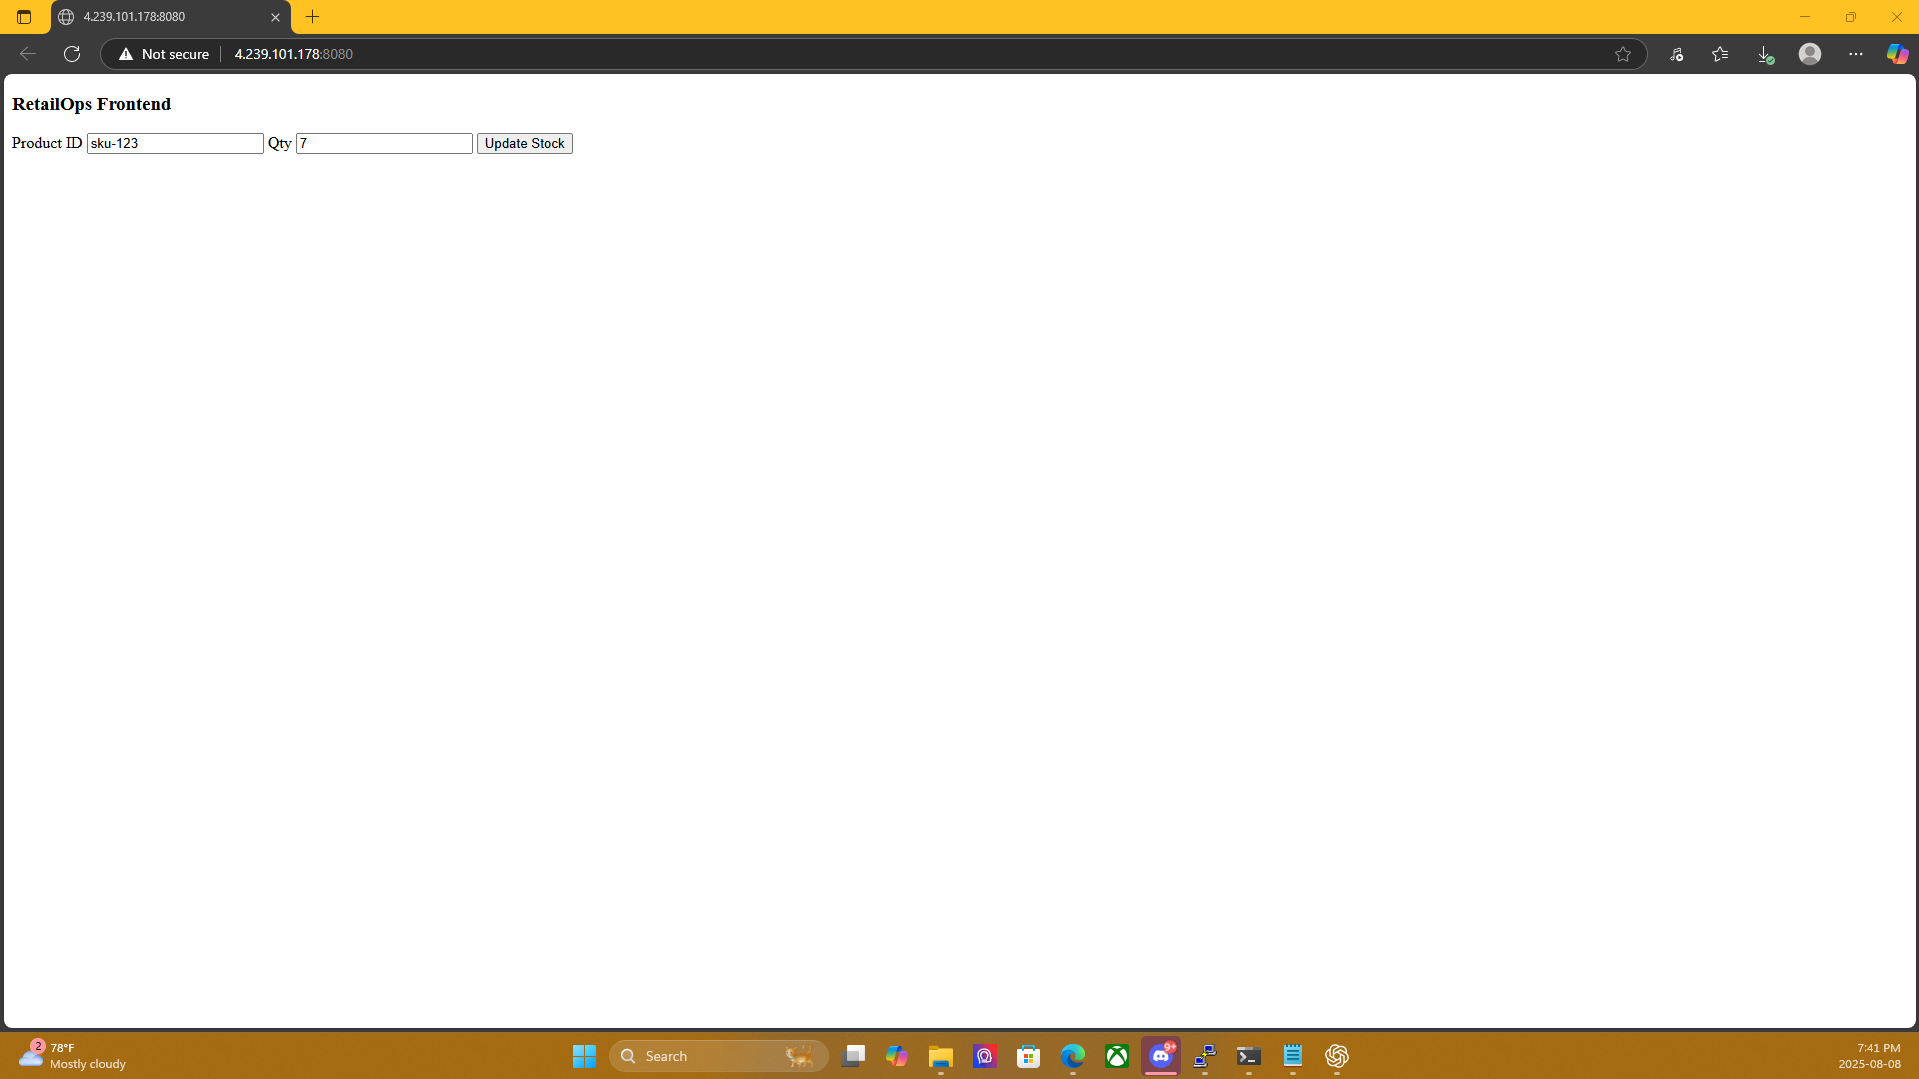 4.239.101.178:8080
Not secure 4.239.101.178:8080
RetailOps Frontend
Product ID sku-123 Qty 7 Update Stock
2 78°F
Mostly cloudy
Search
9+
7:41 PM
2025-08-08